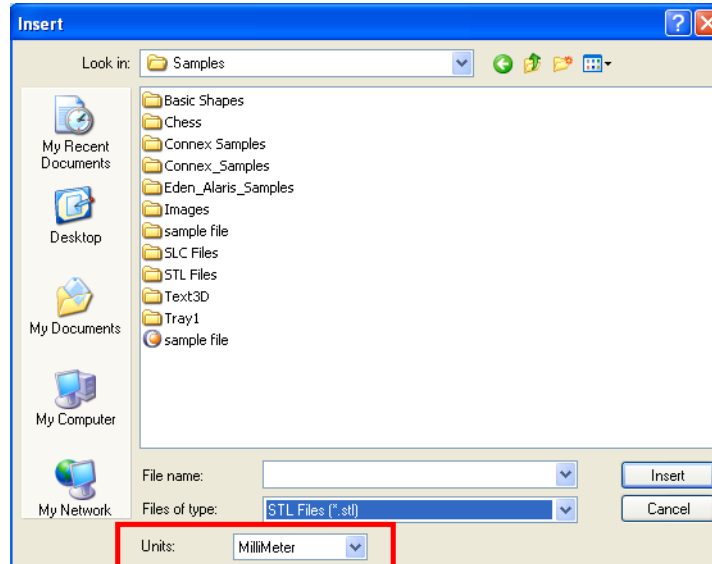 Insert
Look in: Samples
My Recent
Documents
Desktop
My Documents
My Computer
My Network
Basic Shapes
Chess
Connex Samples
Connex_Samples
Eden_Alaris_Samples
Images
sample file
SLC Files
STL Files
Text3D
Tray1
sample file
File name:
Insert
Files of type: STL Files (*.stl)
Cancel
Units: MilliMeter